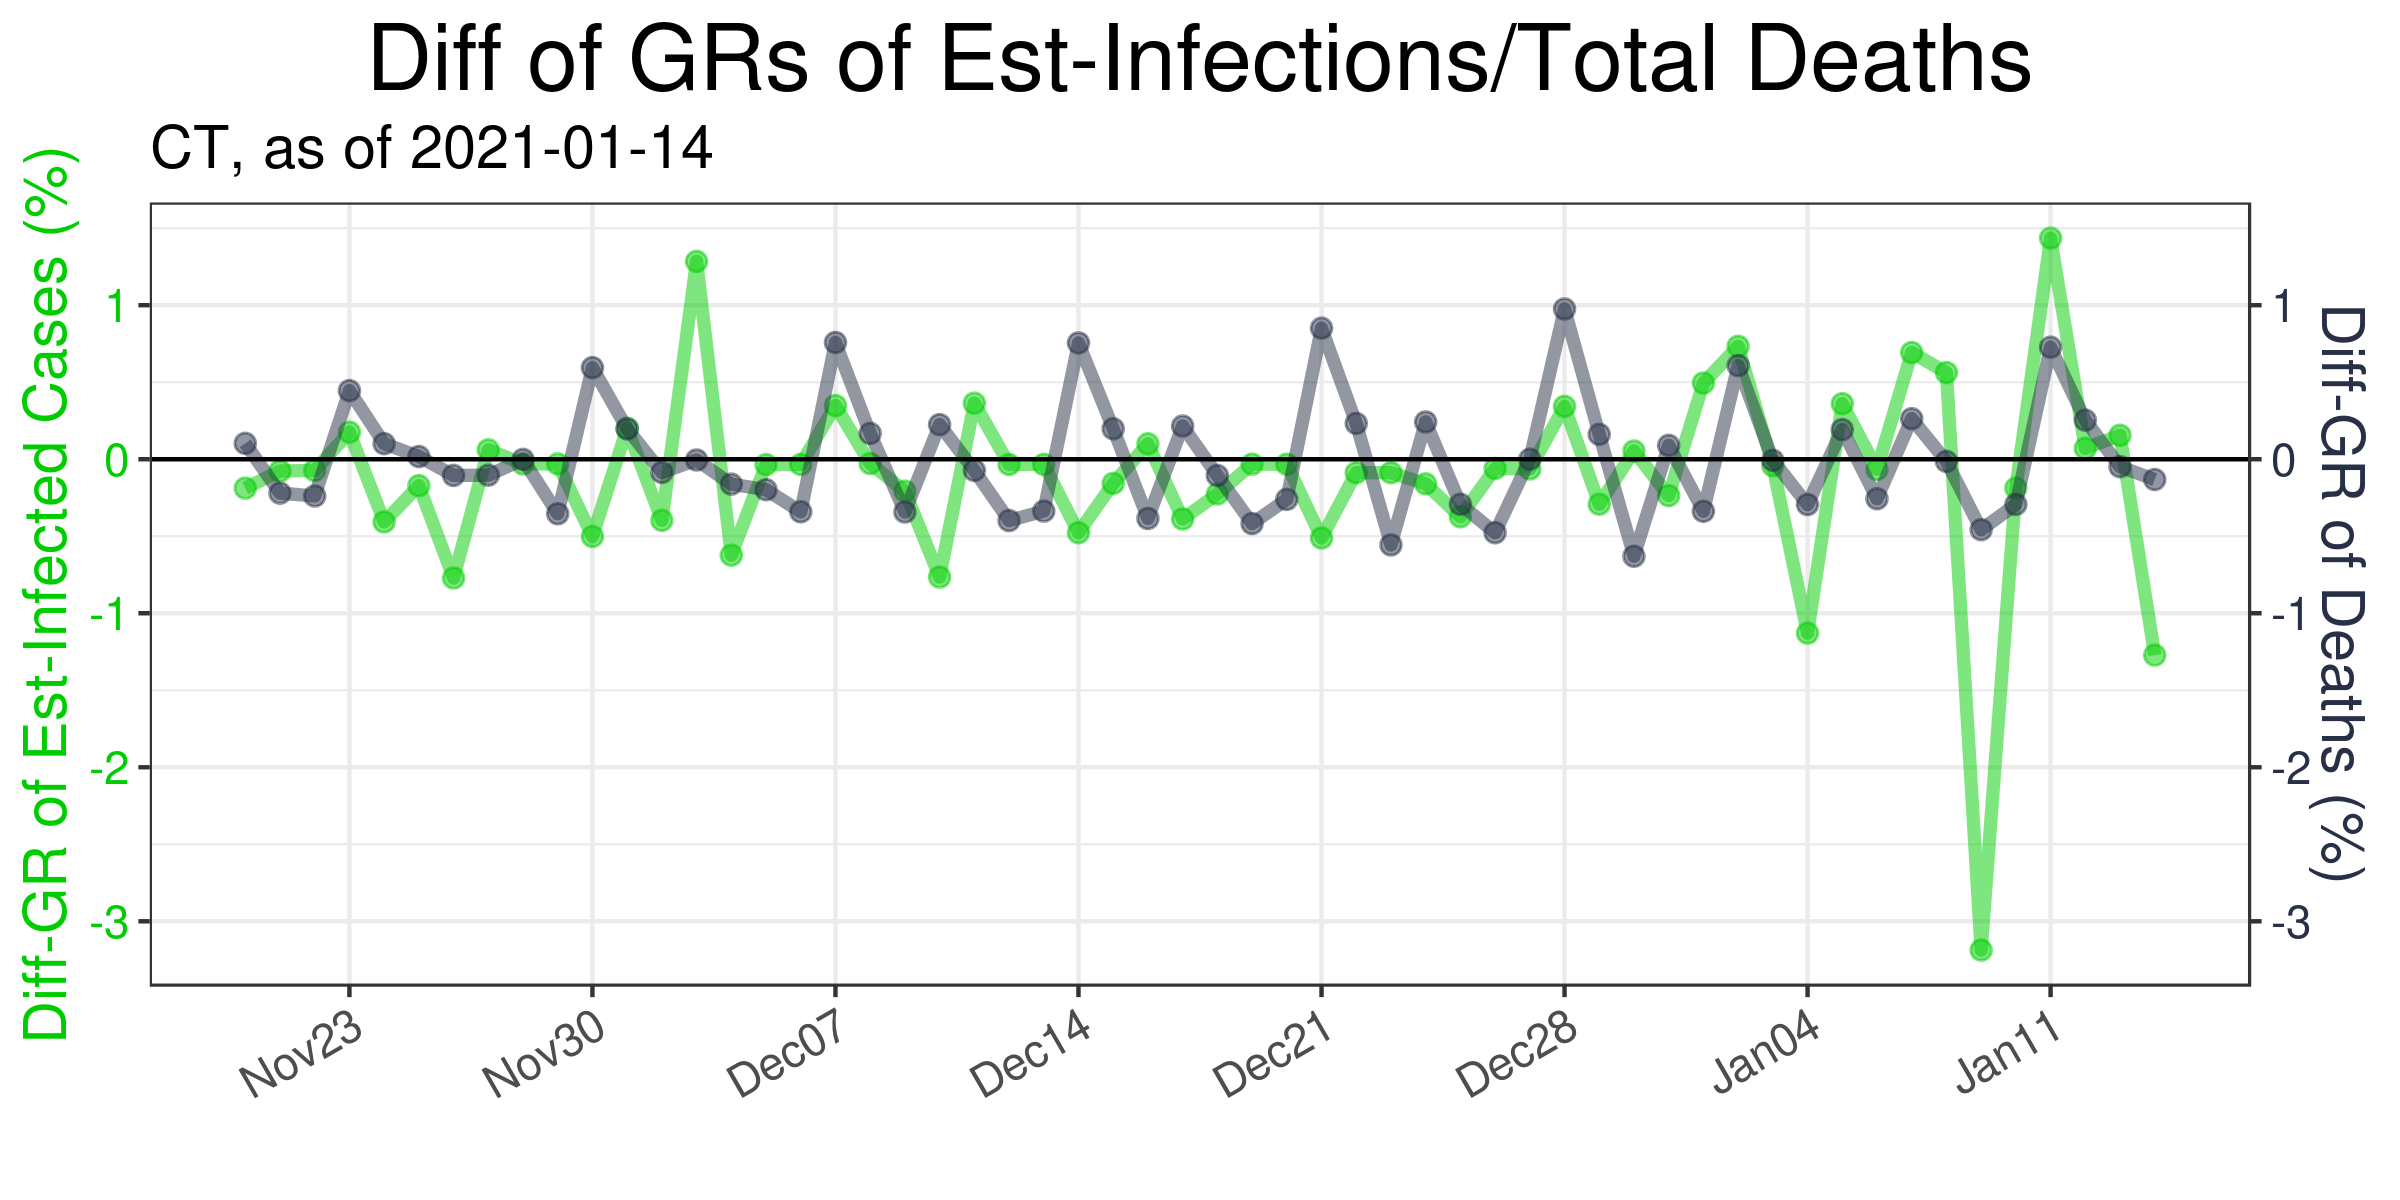 Diff of GRs of Est-Infections/Total Deaths
CT, as of 2021-01-14
Diff-GR of Est-Infected Cases (%)
1
0
-1
-2
-3
1
0
-1
-2
-3
Diff-GR of Deaths (%)
Nov23
Nov30
Dec07
Dec14
Dec21
Dec28
Jan04
Jan11